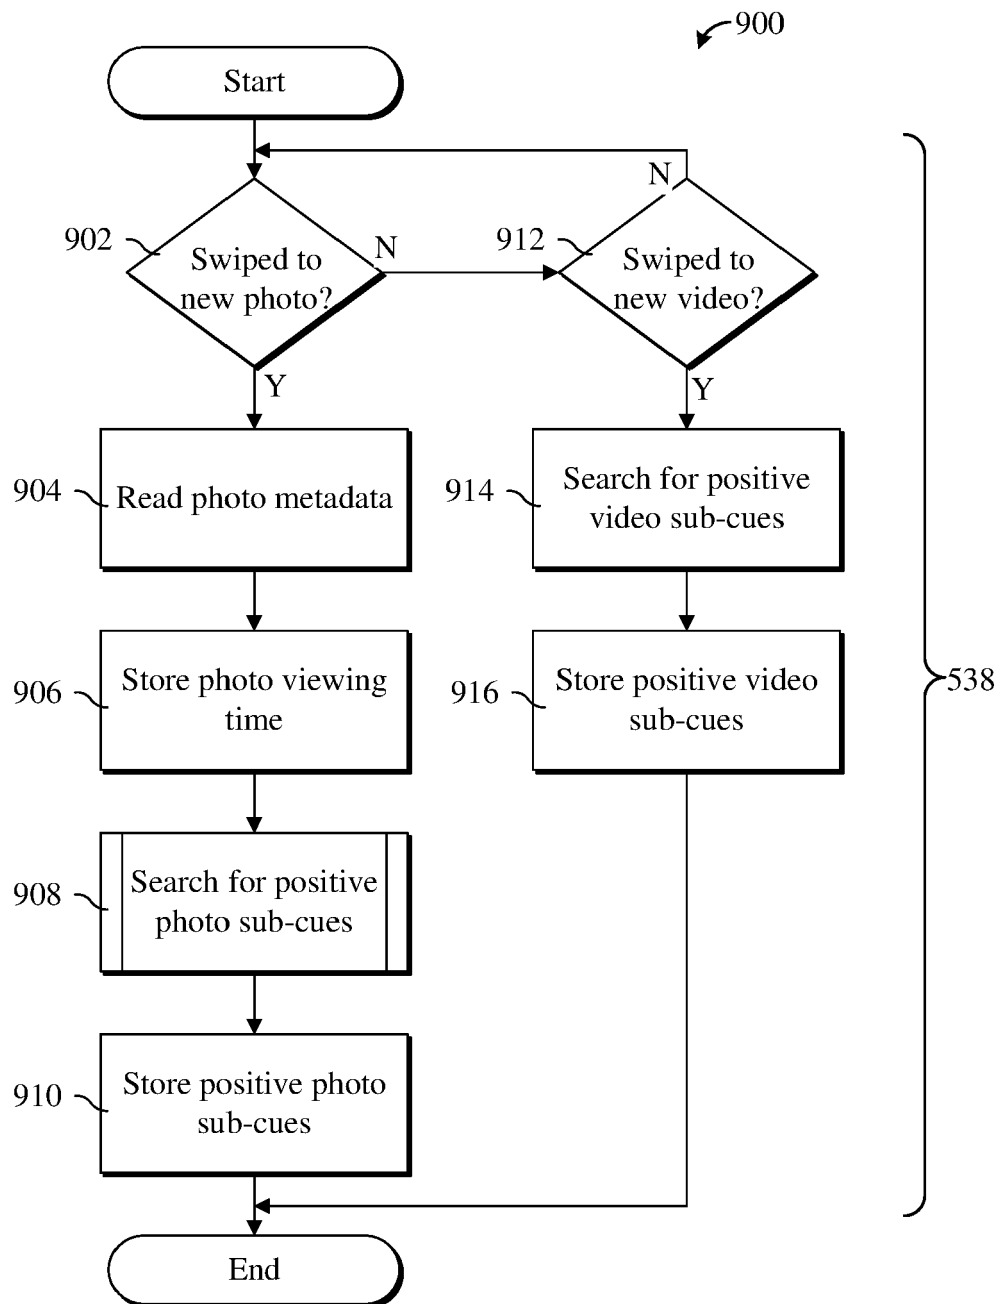 900
Start
N
902
N
912
Swiped to
new photo?
Swiped to
new video?
Y
Y
904
Read photo metadata
914
Search for positive
video sub-cues
906
Store photo viewing
time
916
Store positive video
sub-cues
538
908
Search for positive
photo sub-cues
910
Store positive photo
sub-cues
End